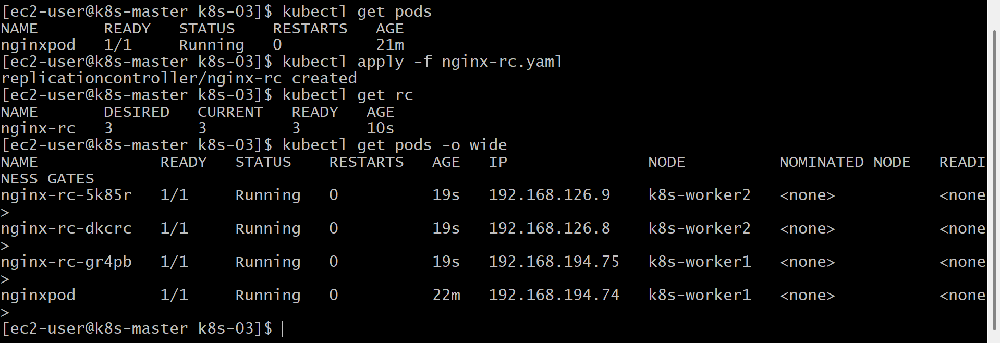 [ec2-user@k8s-master k8s-03]$ kubectl get pods
NAME       READY   STATUS    RESTARTS   AGE
nginxpod   1/1     Running   0          21m
[ec2-user@k8s-master k8s-03]$ kubectl apply -f nginx-rc.yaml
replicationcontroller/nginx-rc created
[ec2-user@k8s-master k8s-03]$ kubectl get rc
NAME       DESIRED   CURRENT   READY   AGE
nginx-rc   3         3         3       10s
[ec2-user@k8s-master k8s-03]$ kubectl get pods -o wide
NAME             READY   STATUS    RESTARTS   AGE   IP               NODE          NOMINATED NODE   READI
NESS GATES
nginx-rc-5k85r   1/1     Running   0          19s   192.168.126.9    k8s-worker2   <none>           <none
>
nginx-rc-dkcrc   1/1     Running   0          19s   192.168.126.8    k8s-worker2   <none>           <none
>
nginx-rc-gr4pb   1/1     Running   0          19s   192.168.194.75   k8s-worker1   <none>           <none
>
nginxpod         1/1     Running   0          22m   192.168.194.74   k8s-worker1   <none>           <none
>
[ec2-user@k8s-master k8s-03]$